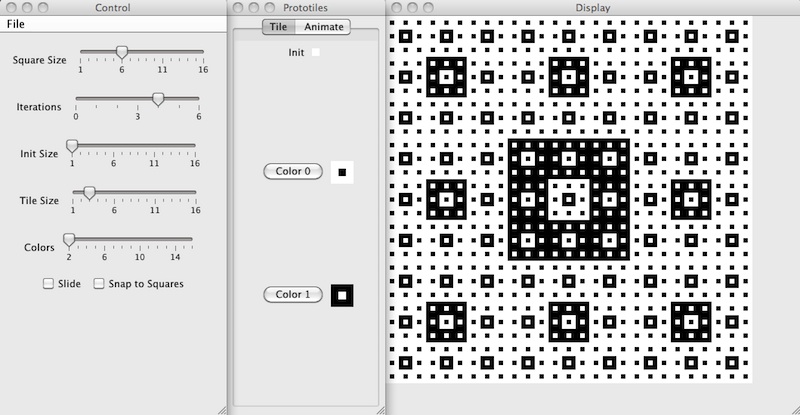 Control
File
Square Size
1 6 11 16
Iterations
0 3 6
Init Size
1 6 11 16
Tile Size
1 6 11 16
Colors
2 6 10 14
Slide Snap to Squares
Prototiles
Tile Animate
Init
Color 0
Color 1
Display